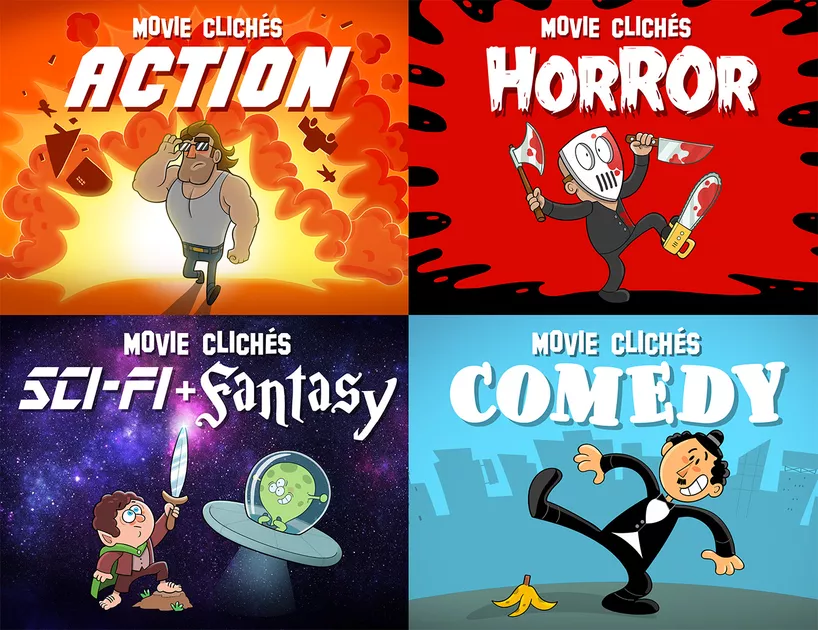 MOVIE CLICHÉS
ACTION
MOVIE CLICHÉS
HORROR
MOVIE CLICHÉS
SCI-FI + Fantasy
MOVIE CLICHÉS
COMEDY